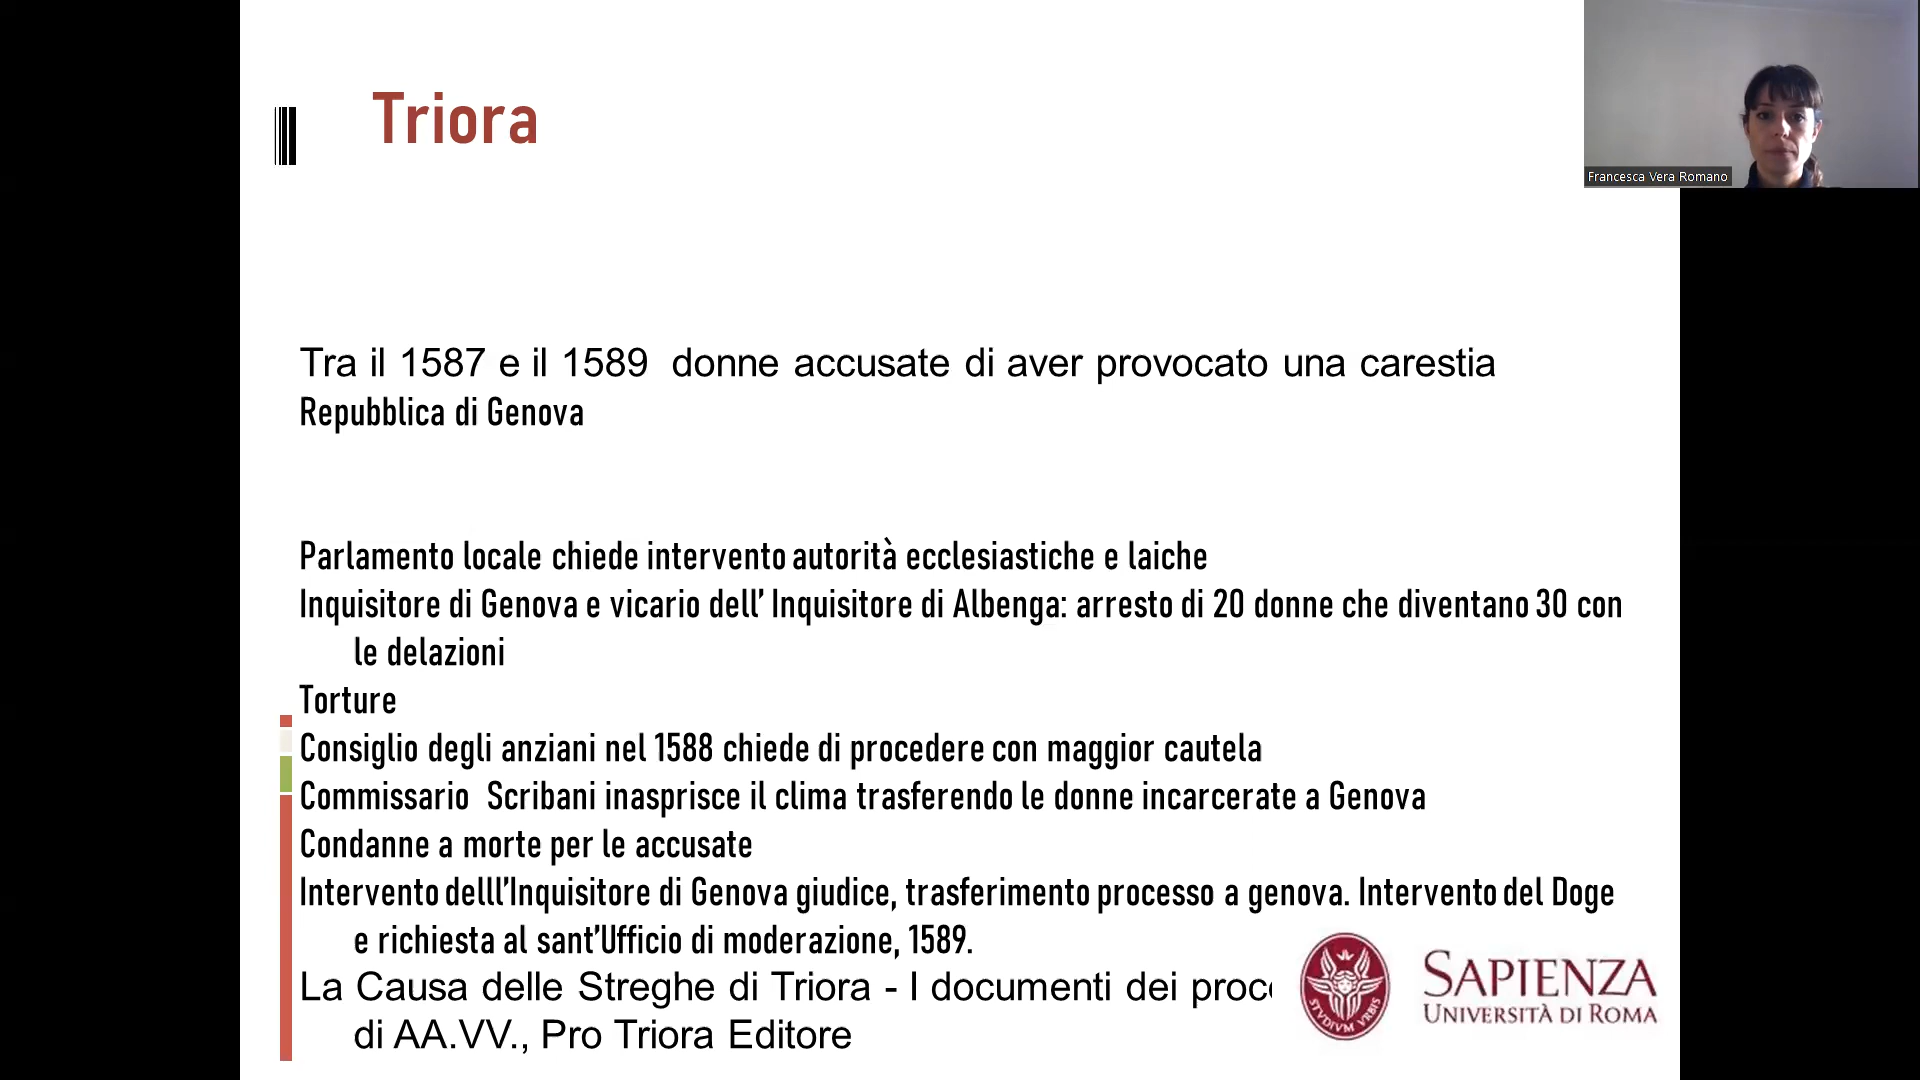 Triora
Francesca Vera Romano
Tra il 1587 e il 1589 donne accusate di aver provocato una carestia
Repubblica di Genova
Parlamento locale chiede intervento autorità ecclesiastiche e laiche
Inquisitore di Genova e vicario dell’ Inquisitore di Albenga: arresto di 20 donne che diventano 30 con
le delazioni
Torture
Consiglio degli anziani nel 1588 chiede di procedere con maggior cautela
Commissario Scribani inasprisce il clima trasferendo le donne incarcerate a Genova
Condanne a morte per le accusate
Intervento delll’Inquisitore di Genova giudice, trasferimento processo a genova. Intervento del Doge
e richiesta al sant’Ufficio di moderazione, 1589.
La Causa delle Streghe di Triora - I documenti dei
di AA.VV., Pro Triora Editore
STVDIVM VRBIS
SAPIENZA
UNIVERSITÀ DI ROMA